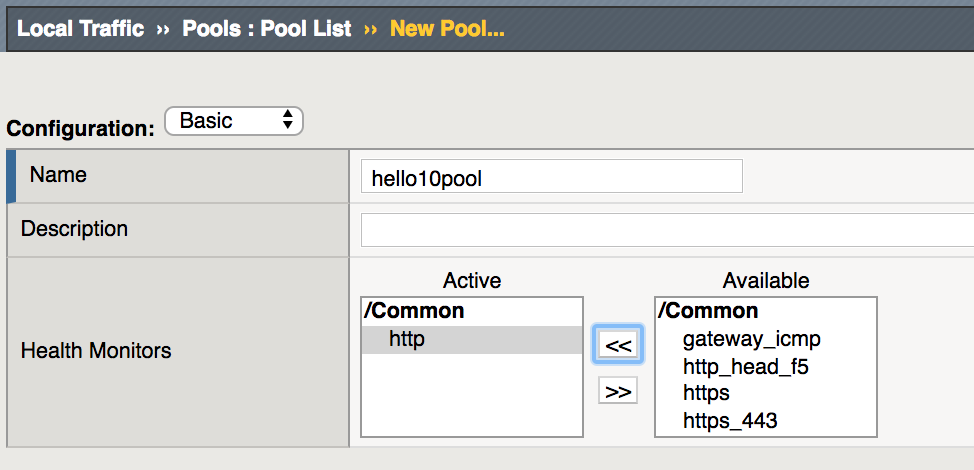 Local Traffic ›› Pools : Pool List ›› New Pool...
Configuration: Basic
Name hello10pool
Description
Health Monitors
Active
/Common
http
<<
>>
Available
/Common
gateway_icmp
http_head_f5
https
https_443